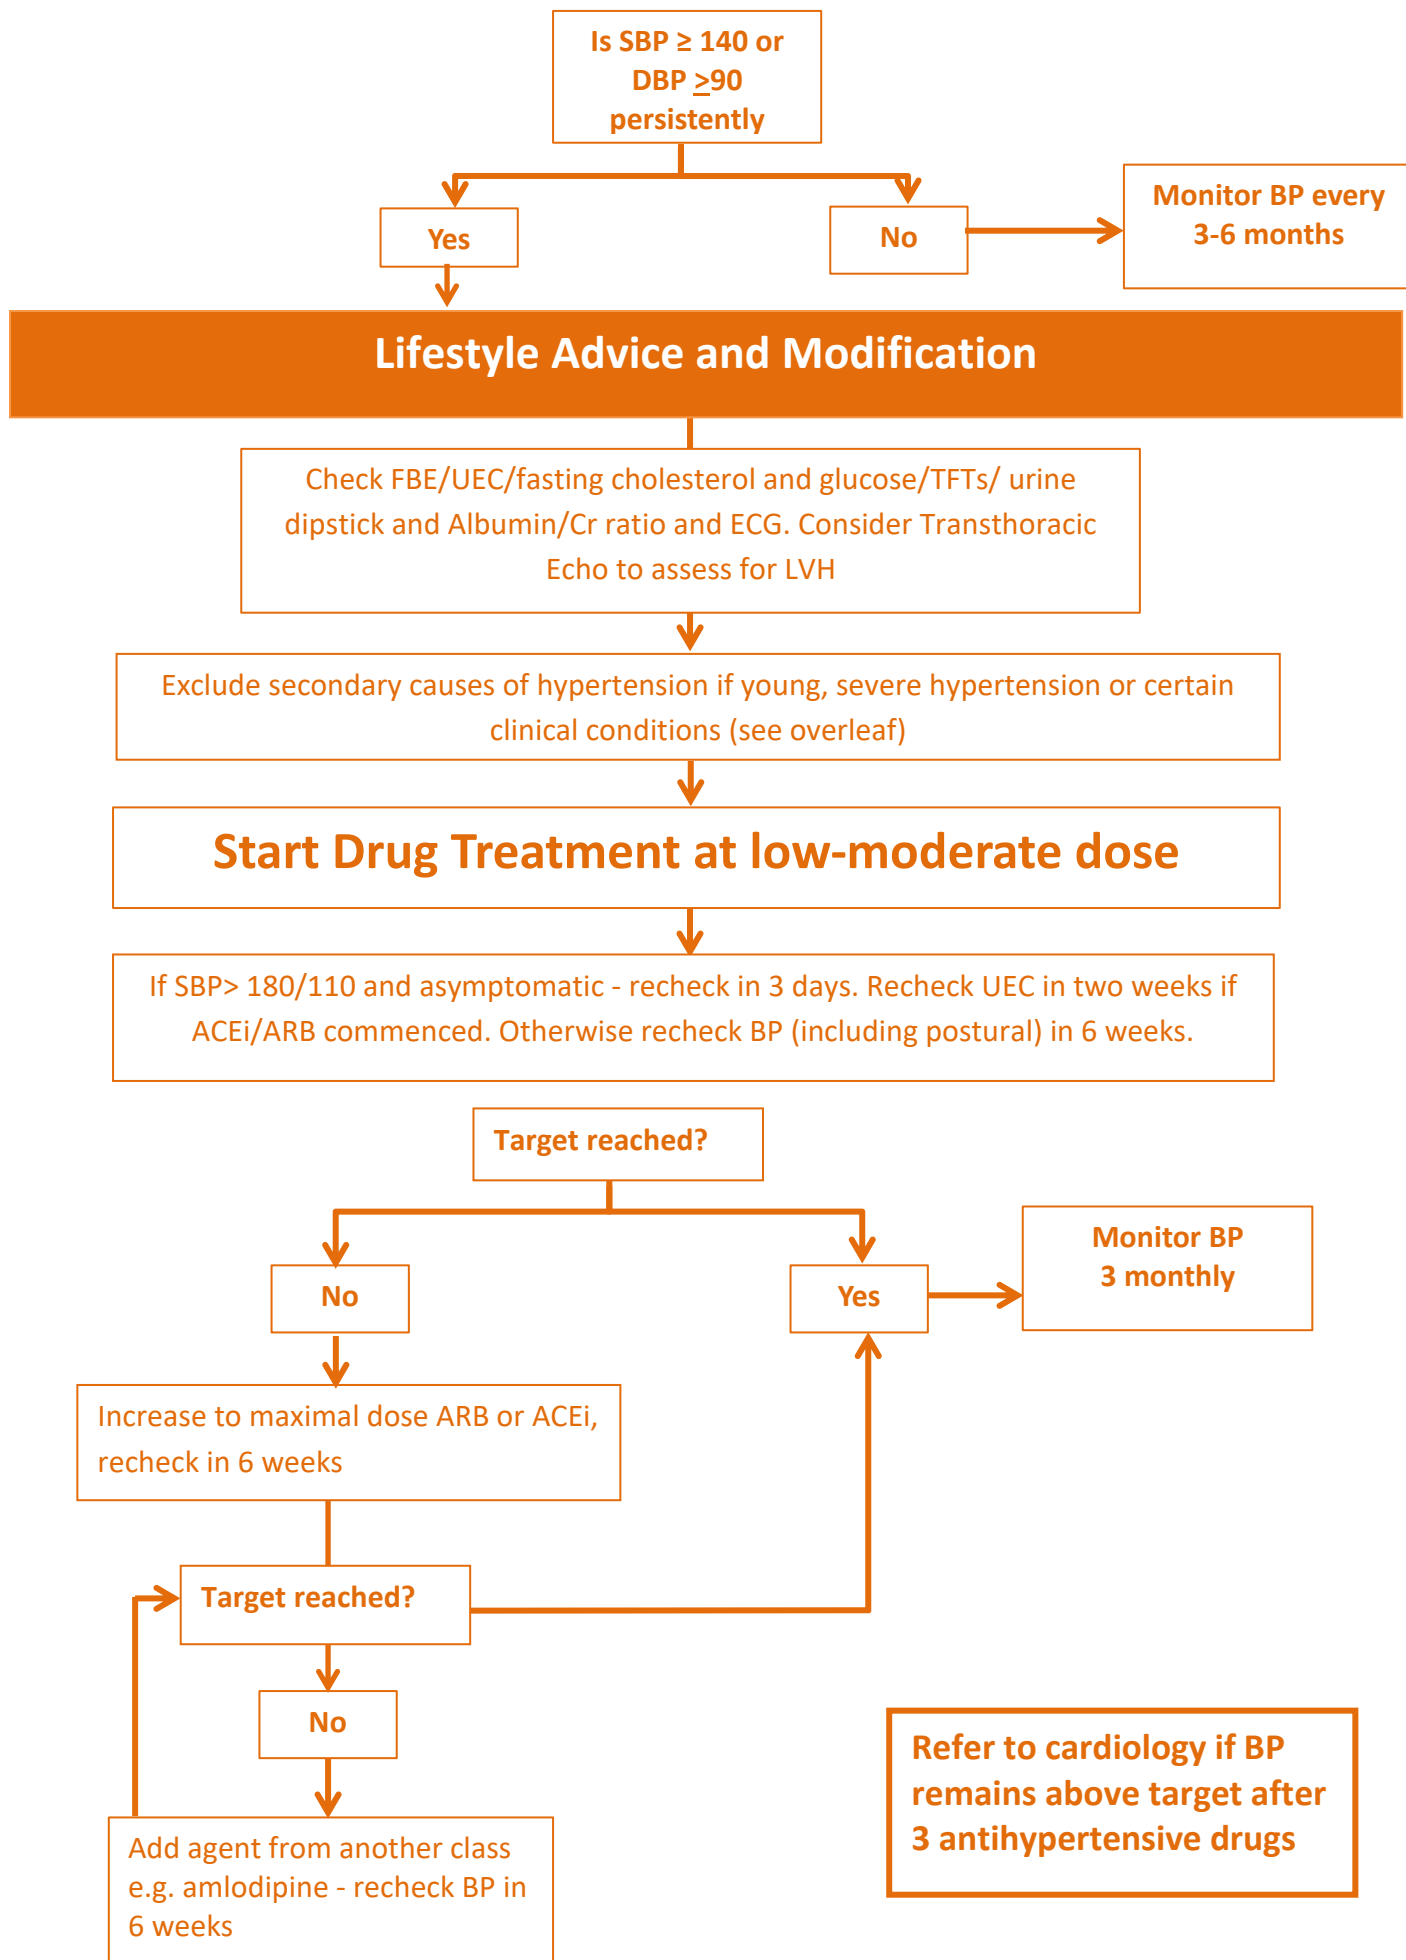 Is SBP ≥ 140 or
DBP >90
persistently
Yes
No
Monitor BP every
3-6 months
Lifestyle Advice and Modification
Check FBE/UEC/fasting cholesterol and glucose/TFTs/ urine
dipstick and Albumin/Cr ratio and ECG. Consider Transthoracic
Echo to assess for LVH
Exclude secondary causes of hypertension if young, severe hypertension or certain
clinical conditions (see overleaf)
Start Drug Treatment at low-moderate dose
If SBP> 180/110 and asymptomatic - recheck in 3 days. Recheck UEC in two weeks if
ACEi/ARB commenced. Otherwise recheck BP (including postural) in 6 weeks.
Target reached?
No
Yes
Monitor BP
3 monthly
Increase to maximal dose ARB or ACEi,
recheck in 6 weeks
Target reached?
No
Add agent from another class
e.g. amlodipine - recheck BP in
6 weeks
Refer to cardiology if BP
remains above target after
3 antihypertensive drugs